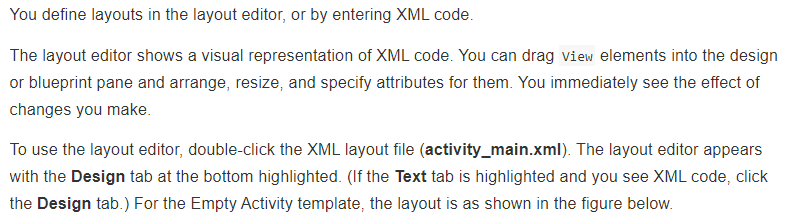 You define layouts in the layout editor, or by entering XML code.
The layout editor shows a visual representation of XML code. You can drag View elements into the design
or blueprint pane and arrange, resize, and specify attributes for them. You immediately see the effect of
changes you make.
To use the layout editor, double-click the XML layout file (activity_main.xml). The layout editor appears
with the Design tab at the bottom highlighted. (If the Text tab is highlighted and you see XML code, click
the Design tab.) For the Empty Activity template, the layout is as shown in the figure below.